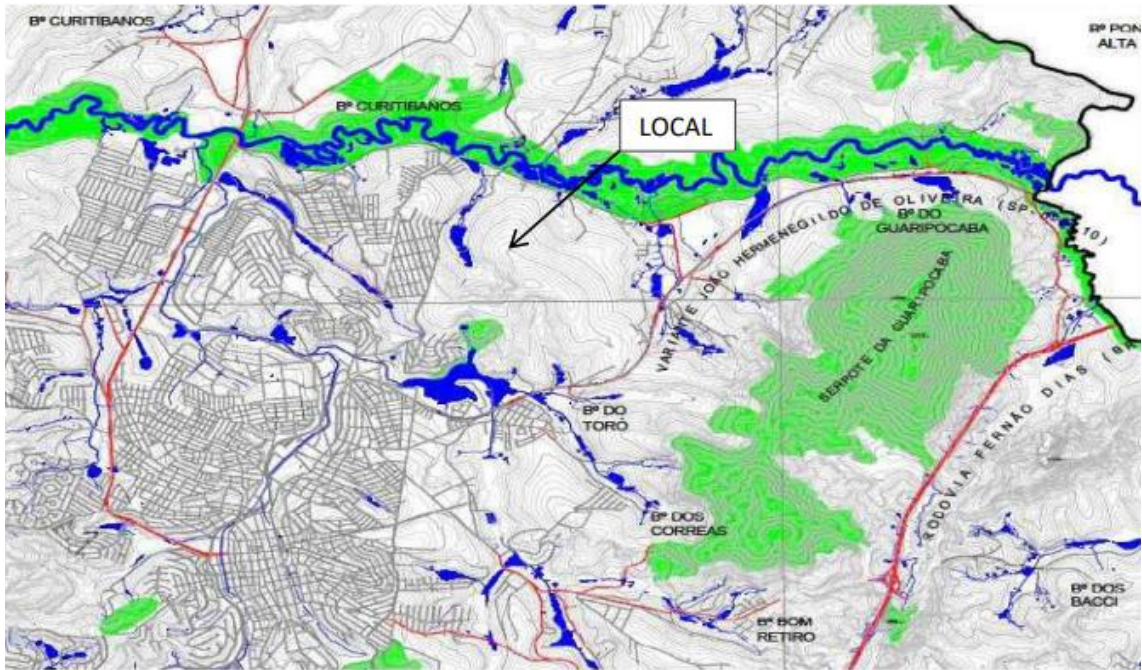 Bº CURITIBANOS
Bº PON
ALTA
Bº CURITIBANOS
LOCAL
VARIANTE JOÃO HERMENEGILDO DE OLIVEIRA (SP-
10)
Bº DO
GUARIPOCABA
SERPOTE DA GUARIPOCABA
RODOVIA FERNÃO DIAS (
Bº DO
TORÓ
Bº DOS
CORREAS
Bº BOM
RETIRO
Bº DOS
BACCI